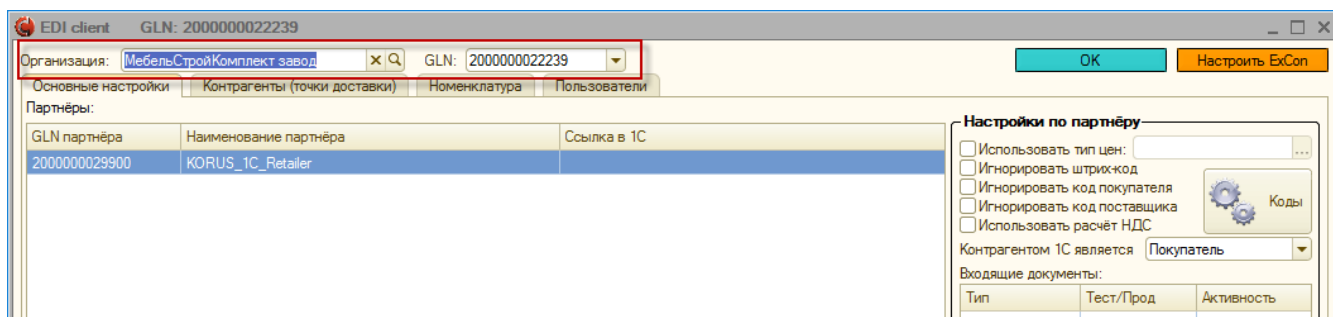 EDI client GLN: 2000000022239
Организация: МебельСтройКомплект завод GLN: 2000000022239 OK Настроить ExCon
Основные настройки Контрагенты (точки доставки) Номенклатура Пользователи
Партнёры:
GLN партнёра Наименование партнёра Ссылка в 1С
2000000029900 KORUS_1C_Retailer
Настройки по партнёру
Использовать тип цен: ...
Игнорировать штрих-код
Игнорировать код покупателя
Игнорировать код поставщика
Использовать расчёт НДС
Коды
Контрагентом 1С является Покупатель
Входящие документы:
Тип Тест/Прод Активность